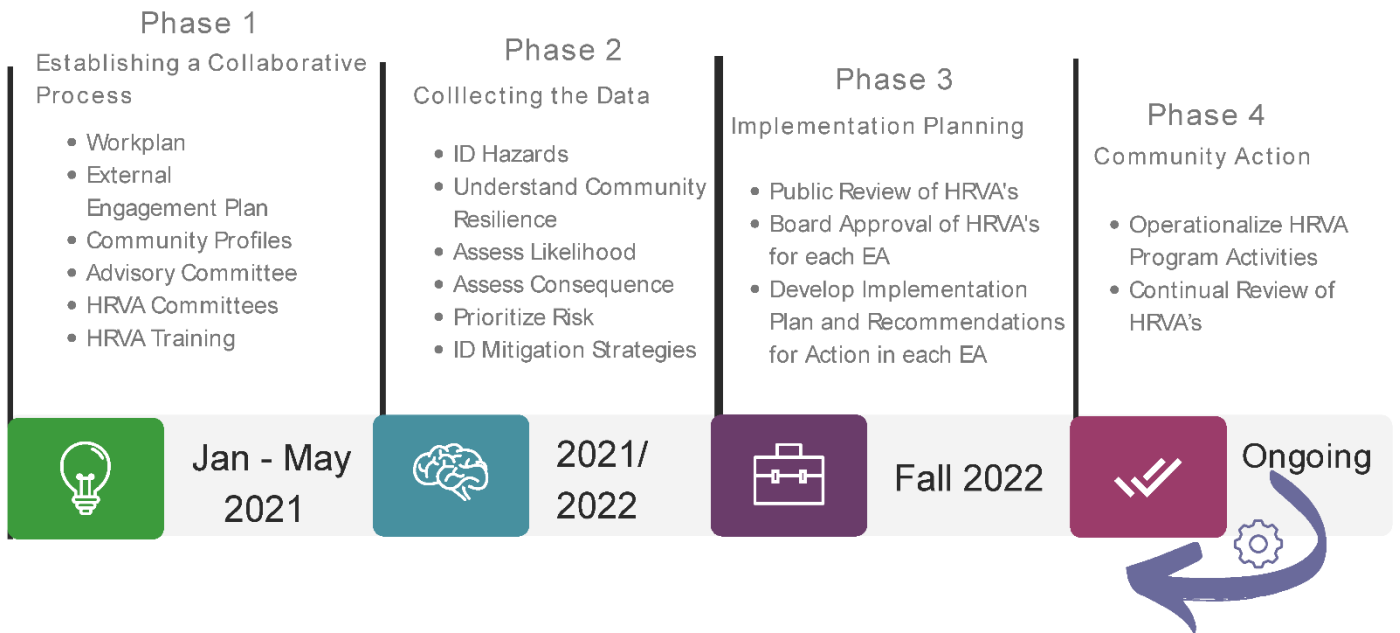 Phase 1
Establishing a Collaborative
Process
• Workplan
• External
Engagement Plan
• Community Profiles
• Advisory Committee
• HRVA Committees
• HRVA Training
Jan - May
2021
Phase 2
Colllecting the Data
• ID Hazards
• Understand Community
Resilience
• Assess Likelihood
• Assess Consequence
• Prioritize Risk
• ID Mitigation Strategies
2021/
2022
Phase 3
Implementation Planning
• Public Review of HRVA's
• Board Approval of HRVA's
for each EA
• Develop Implementation
Plan and Recommendations
for Action in each EA
Fall 2022
Phase 4
Community Action
• Operationalize HRVA
Program Activities
• Continual Review of
HRVA's
Ongoing